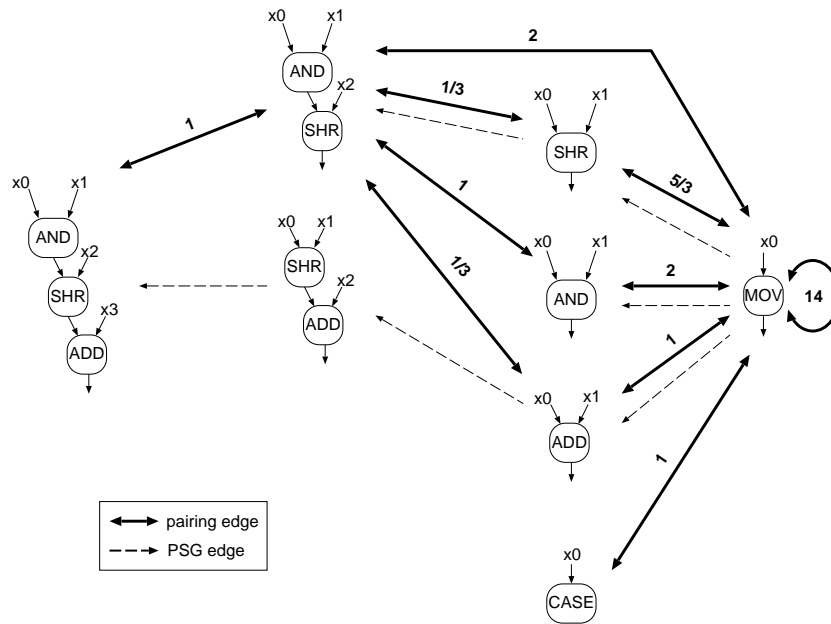 x0 x1
AND
x2
SHR
2
1/3
x0 x1
SHR
1
x0 x1
AND
x2
SHR
x3
ADD
x0 x1
SHR
x2
ADD
1
1/3
5/3
x0 x1
AND
2
x0
MOV
14
x0 x1
ADD
1
1
x0
CASE
pairing edge
PSG edge